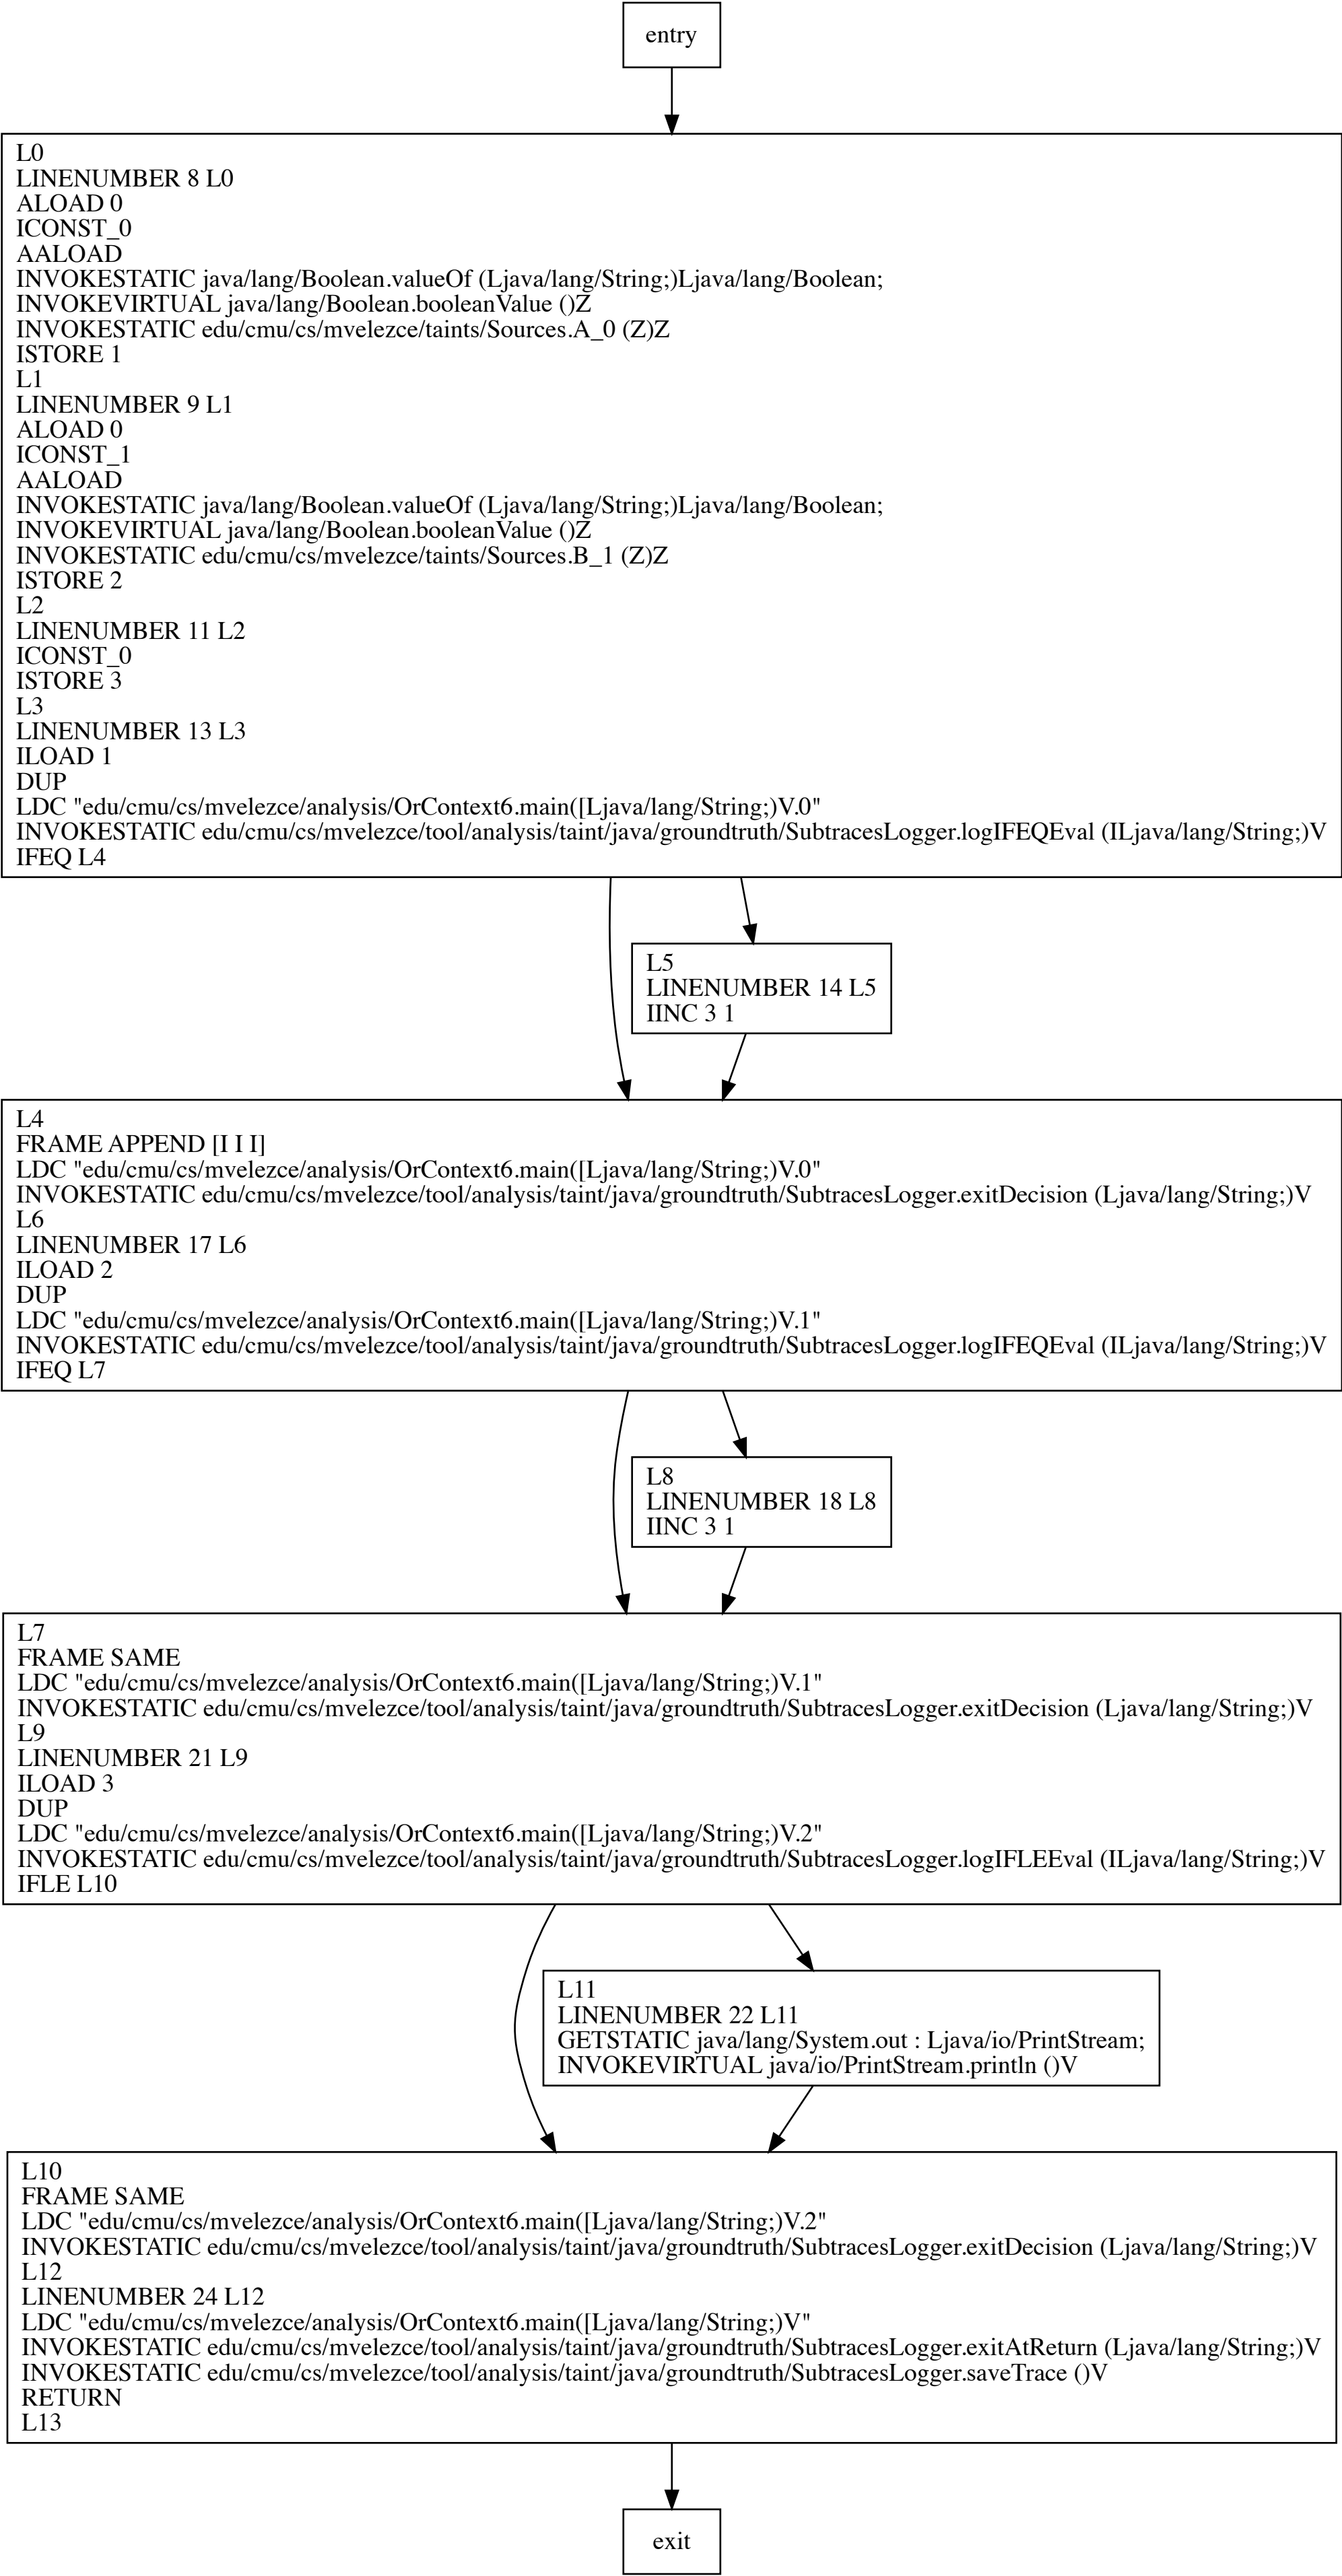 entry
L0
LINENUMBER 8 L0
ALOAD 0
ICONST_0
AALOAD
INVOKESTATIC java/lang/Boolean.valueOf (Ljava/lang/String;)Ljava/lang/Boolean;
INVOKEVIRTUAL java/lang/Boolean.booleanValue ()Z
INVOKESTATIC edu/cmu/cs/mvelezce/taints/Sources.A_0 (Z)Z
ISTORE 1
L1
LINENUMBER 9 L1
ALOAD 0
ICONST_1
AALOAD
INVOKESTATIC java/lang/Boolean.valueOf (Ljava/lang/String;)Ljava/lang/Boolean;
INVOKEVIRTUAL java/lang/Boolean.booleanValue ()Z
INVOKESTATIC edu/cmu/cs/mvelezce/taints/Sources.B_1 (Z)Z
ISTORE 2
L2
LINENUMBER 11 L2
ICONST_0
ISTORE 3
L3
LINENUMBER 13 L3
ILOAD 1
DUP
LDC "edu/cmu/cs/mvelezce/analysis/OrContext6.main([Ljava/lang/String;)V.0"
INVOKESTATIC edu/cmu/cs/mvelezce/tool/analysis/taint/java/groundtruth/SubtracesLogger.logIFEQEval (ILjava/lang/String;)V
IFEQ L4
L5
LINENUMBER 14 L5
IINC 3 1
L4
FRAME APPEND [I I I]
LDC "edu/cmu/cs/mvelezce/analysis/OrContext6.main([Ljava/lang/String;)V.0"
INVOKESTATIC edu/cmu/cs/mvelezce/tool/analysis/taint/java/groundtruth/SubtracesLogger.exitDecision (Ljava/lang/String;)V
L6
LINENUMBER 17 L6
ILOAD 2
DUP
LDC "edu/cmu/cs/mvelezce/analysis/OrContext6.main([Ljava/lang/String;)V.1"
INVOKESTATIC edu/cmu/cs/mvelezce/tool/analysis/taint/java/groundtruth/SubtracesLogger.logIFEQEval (ILjava/lang/String;)V
IFEQ L7
L8
LINENUMBER 18 L8
IINC 3 1
L7
FRAME SAME
LDC "edu/cmu/cs/mvelezce/analysis/OrContext6.main([Ljava/lang/String;)V.1"
INVOKESTATIC edu/cmu/cs/mvelezce/tool/analysis/taint/java/groundtruth/SubtracesLogger.exitDecision (Ljava/lang/String;)V
L9
LINENUMBER 21 L9
ILOAD 3
DUP
LDC "edu/cmu/cs/mvelezce/analysis/OrContext6.main([Ljava/lang/String;)V.2"
INVOKESTATIC edu/cmu/cs/mvelezce/tool/analysis/taint/java/groundtruth/SubtracesLogger.logIFLEEval (ILjava/lang/String;)V
IFLE L10
L11
LINENUMBER 22 L11
GETSTATIC java/lang/System.out : Ljava/io/PrintStream;
INVOKEVIRTUAL java/io/PrintStream.println ()V
L10
FRAME SAME
LDC "edu/cmu/cs/mvelezce/analysis/OrContext6.main([Ljava/lang/String;)V.2"
INVOKESTATIC edu/cmu/cs/mvelezce/tool/analysis/taint/java/groundtruth/SubtracesLogger.exitDecision (Ljava/lang/String;)V
L12
LINENUMBER 24 L12
LDC "edu/cmu/cs/mvelezce/analysis/OrContext6.main([Ljava/lang/String;)V"
INVOKESTATIC edu/cmu/cs/mvelezce/tool/analysis/taint/java/groundtruth/SubtracesLogger.exitAtReturn (Ljava/lang/String;)V
INVOKESTATIC edu/cmu/cs/mvelezce/tool/analysis/taint/java/groundtruth/SubtracesLogger.saveTrace ()V
RETURN
L13
exit